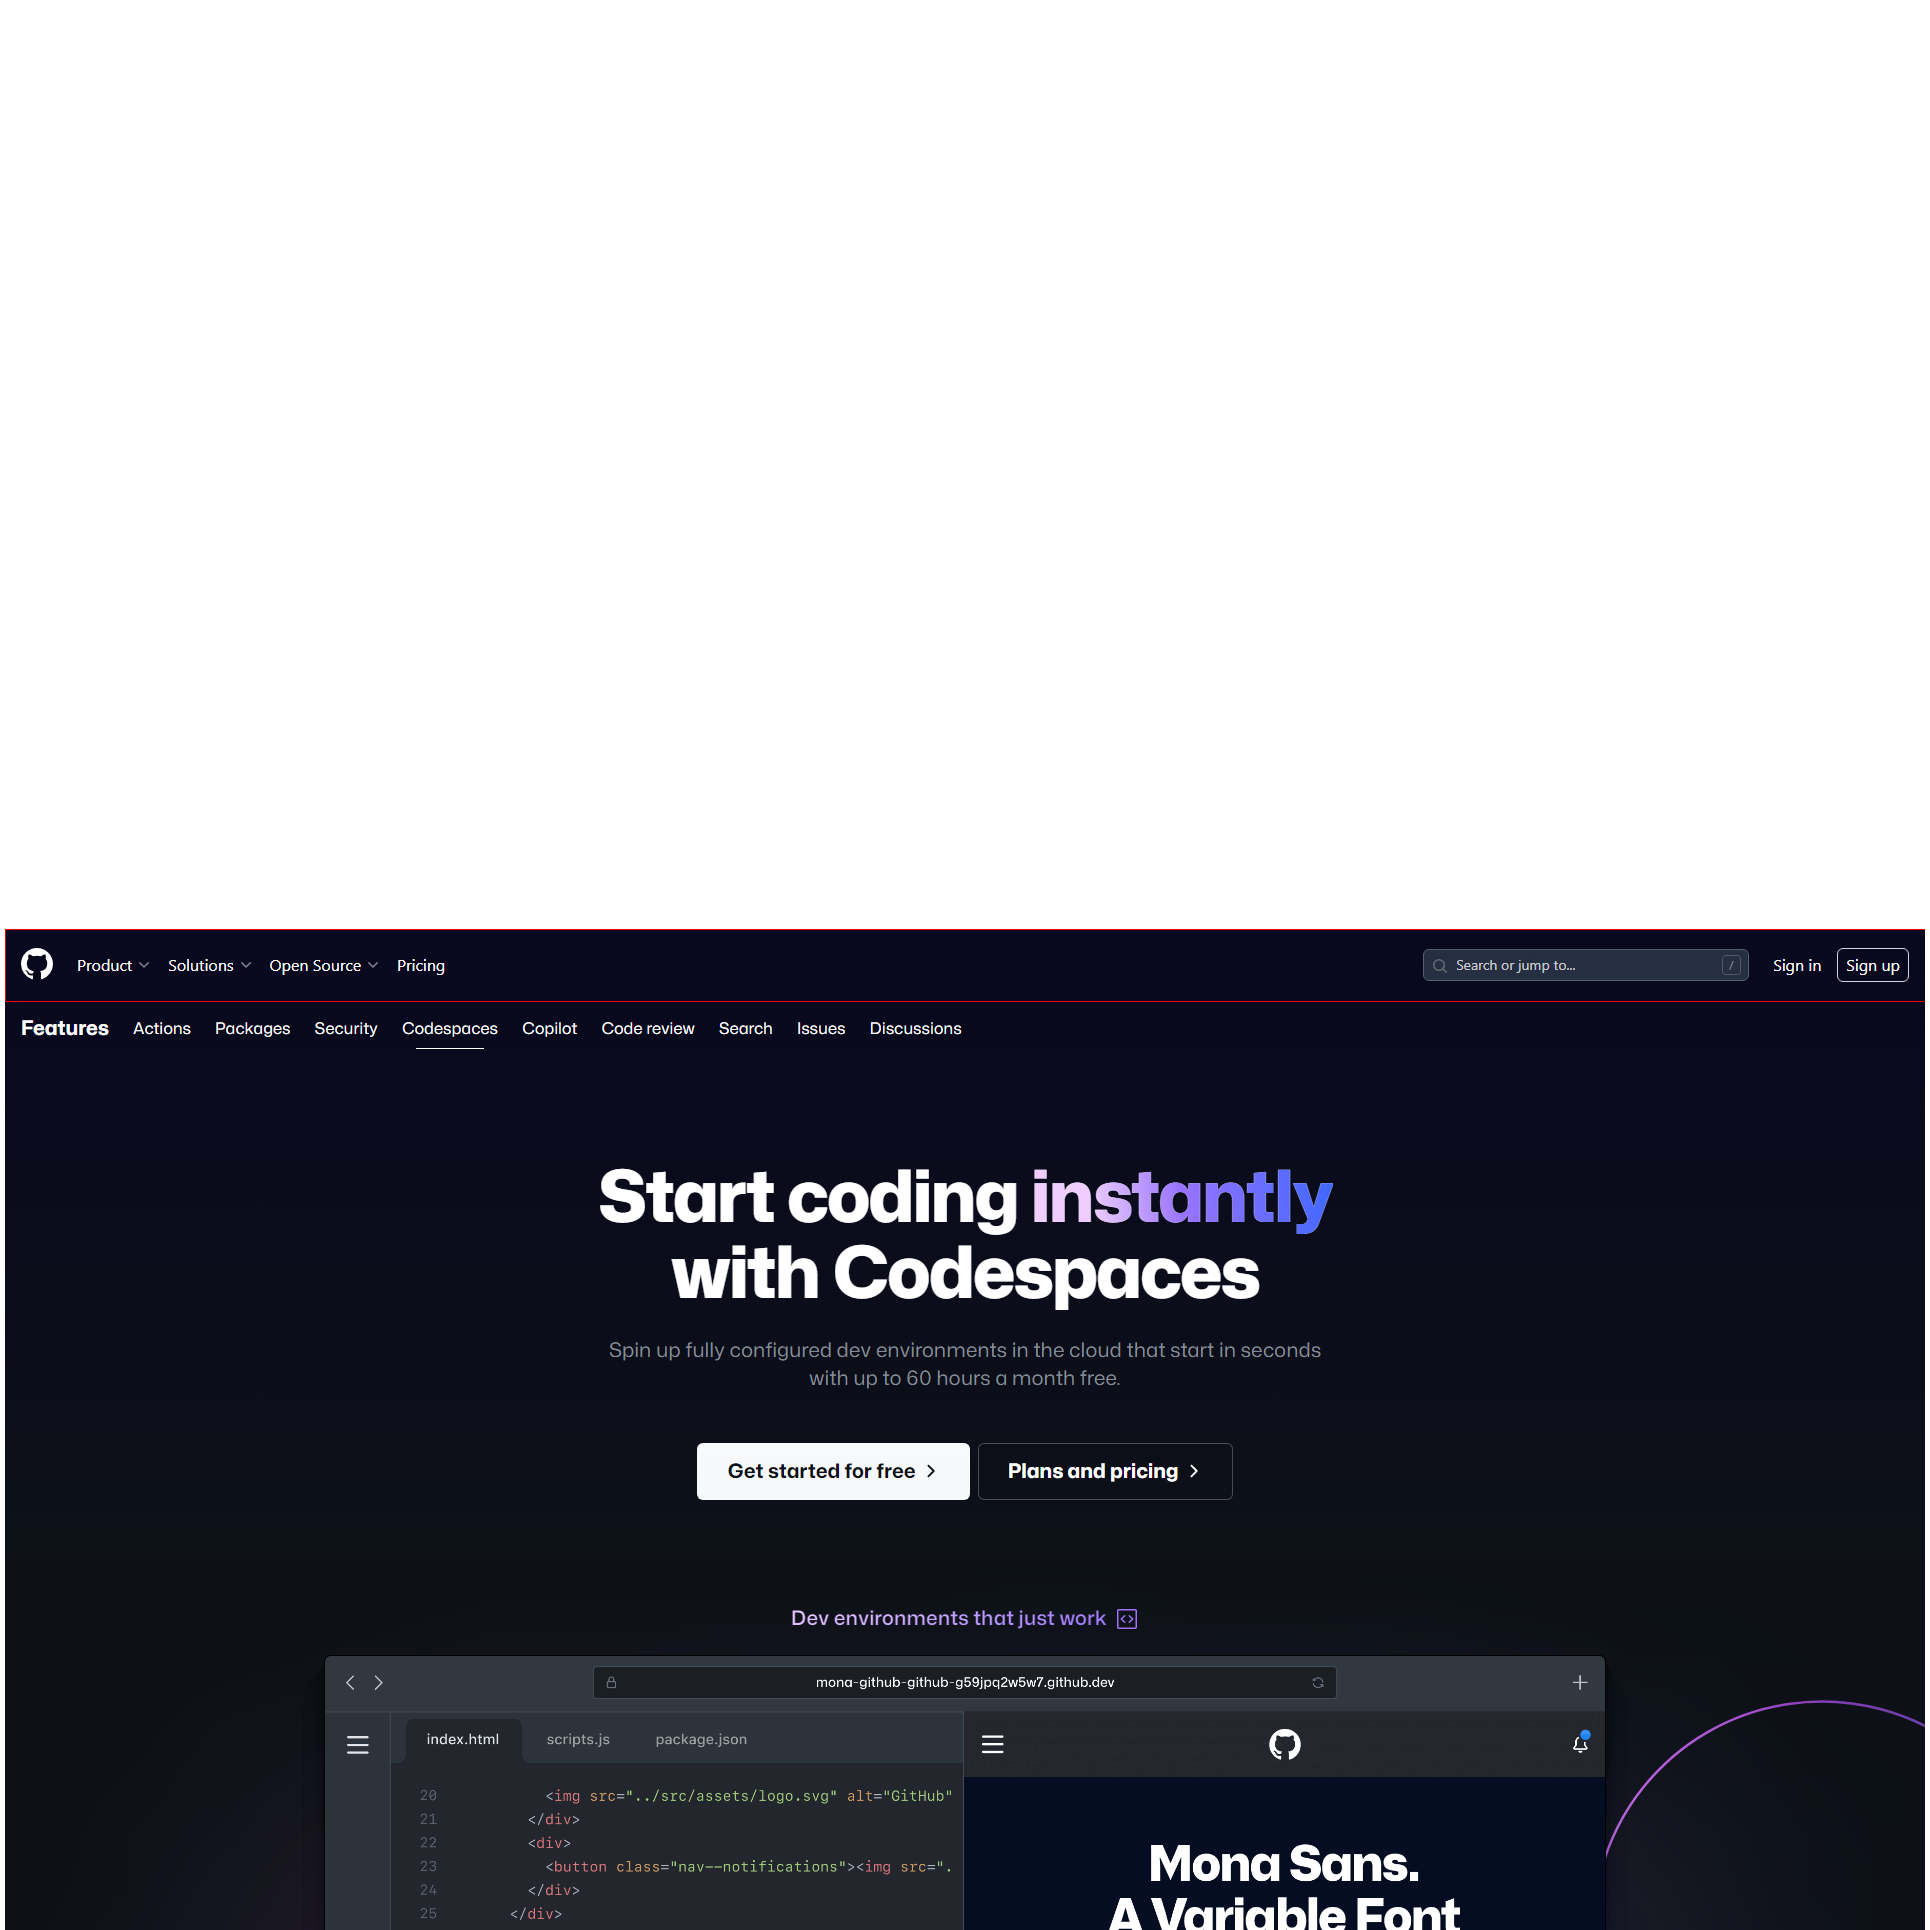 Product Solutions Open Source Pricing Search or jump to... / Sign in Sign up
Features Actions Packages Security Codespaces Copilot Code review Search Issues Discussions
Start coding instantly
with Codespaces
Spin up fully configured dev environments in the cloud that start in seconds
with up to 60 hours a month free.
Get started for free Plans and pricing
Dev environments that just work
mona-github-github-g59jpq2w5w7.github.dev
index.html scripts.js package.json
20 <img src="../src/assets/logo.svg" alt="GitHub"
21 </div>
22 <div>
23 <button class="nav--notifications"><img src=".
24 </div>
25 </div>
Mona Sans.
A Variable Font